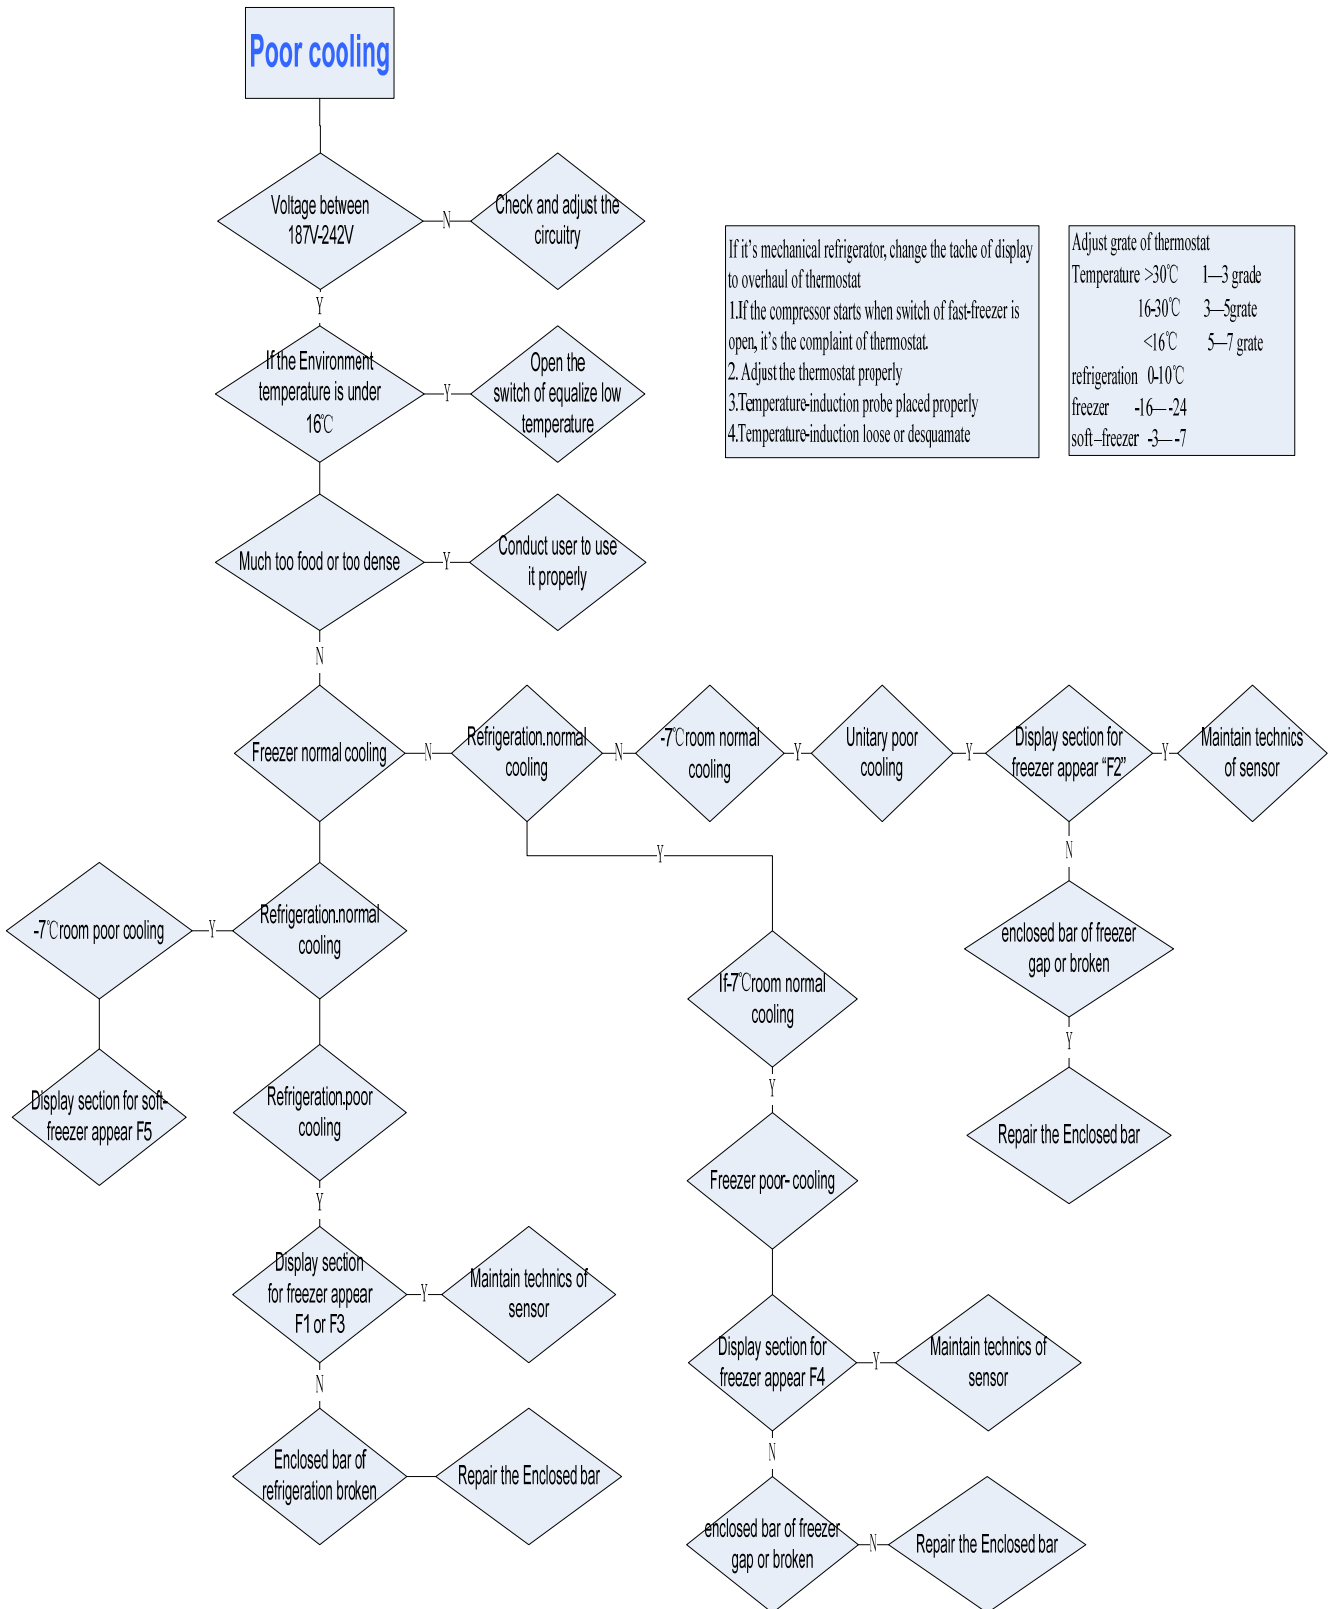 Poor cooling
Voltage between
187V-242V
N
Check and adjust the
circuitry
Y
If the Environment
temperature is under
16℃
Y
Open the
switch of equalize low
temperature
If it's mechanical refrigerator, change the tache of display
to overhaul of thermostat
1.If the compressor starts when switch of fast-freezer is
open, it's the complaint of thermostat.
2. Adjust the thermostat properly
3.Temperature-induction probe placed properly
4.Temperature-induction loose or desquamate
Adjust grate of thermostat
Temperature >30℃ 1—3 grade
16-30℃ 3—5grate
<16℃ 5—7 grate
refrigeration 0-10℃
freezer -16— -24
soft–freezer -3— -7
Much too food or too dense
Y
Conduct user to use
it properly
N
Freezer normal cooling
N
Refrigeration.normal
cooling
N
-7℃room normal
cooling
Y
Unitary poor
cooling
Y
Display section for
freezer appear “F2”
Y
Maintain technics
of sensor
Y
N
-7℃room poor cooling
Y
Refrigeration.normal
cooling
enclosed bar of freezer
gap or broken
If-7℃room normal
cooling
Y
Y
Display section for soft-
freezer appear F5
Refrigeration.poor
cooling
Repair the Enclosed bar
Y
Freezer poor- cooling
Display section
for freezer appear
F1 or F3
Y
Maintain technics of
sensor
Display section for
freezer appear F4
Y
Maintain technics of
sensor
N
N
Enclosed bar of
refrigeration broken
Repair the Enclosed bar
enclosed bar of freezer
gap or broken
N
Repair the Enclosed bar